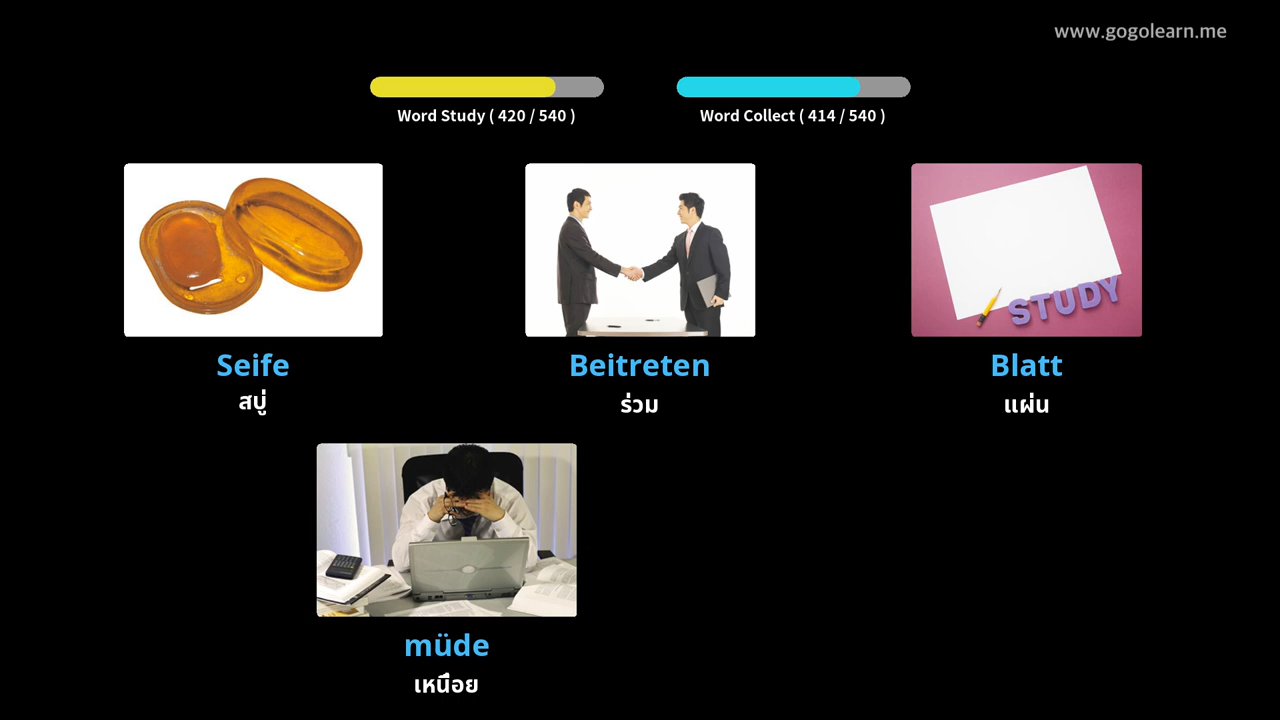 www.gogolearn.me
Word Study ( 420 / 540 )
Word Collect ( 414 / 540 )
STUDY
Seife
สบู่
Beitreten
ร่วม
Blatt
แผ่น
müde
เหนื่อย